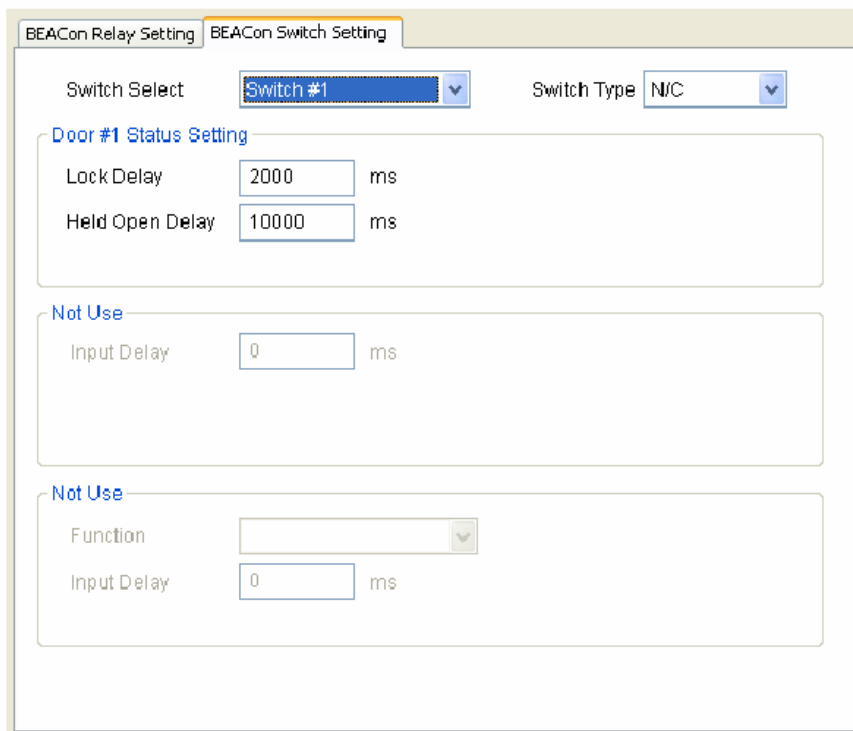 BEACon Relay Setting BEACon Switch Setting
Switch Select Switch #1 Switch Type N/C
Door #1 Status Setting
Lock Delay 2000 ms
Held Open Delay 10000 ms
Not Use
Input Delay 0 ms
Not Use
Function
Input Delay 0 ms